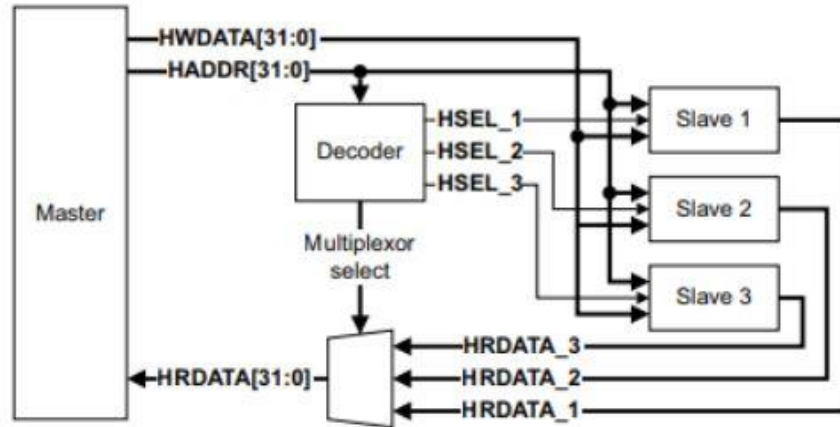 HWDATA[31:0]
HADDR[31:0]
HSEL_1
Slave 1
Decoder
HSEL_2
HSEL_3
Master
Slave 2
Multiplexor
select
Slave 3
HRDATA_3
HRDATA[31:0]
HRDATA_2
HRDATA_1